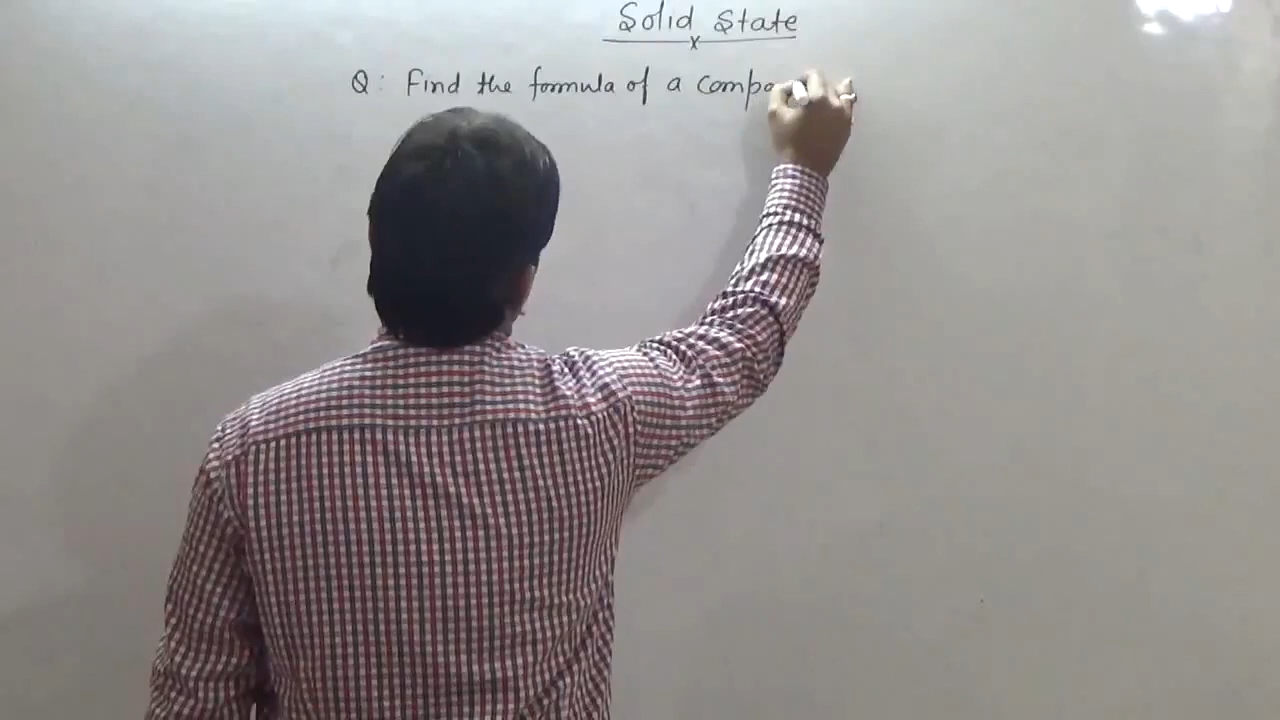 Solid State
x
Q: Find the formula of a compo